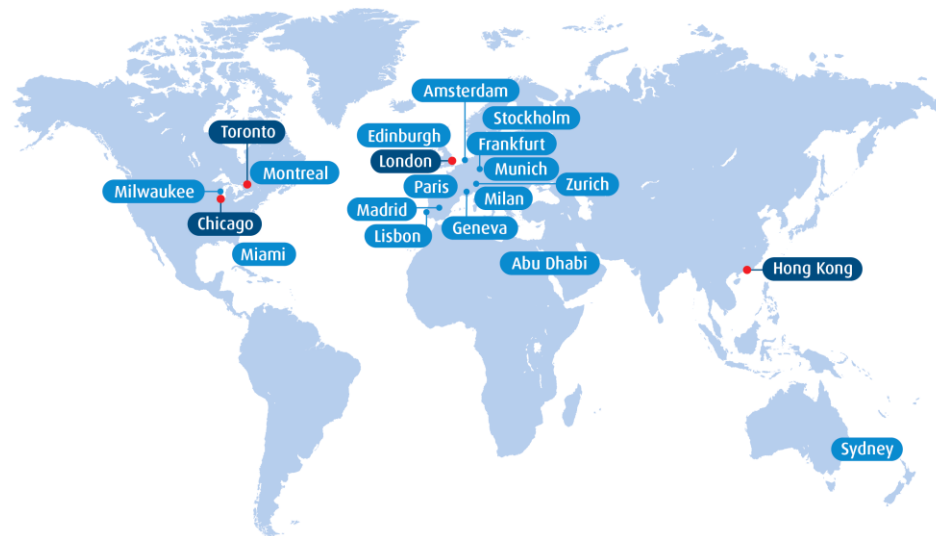 Amsterdam
Stockholm
Toronto
Edinburgh
Frankfurt
London
Montreal
Munich
Milwaukee
Paris
Zurich
Milan
Madrid
Chicago
Geneva
Lisbon
Miami
Abu Dhabi
Hong Kong
Sydney